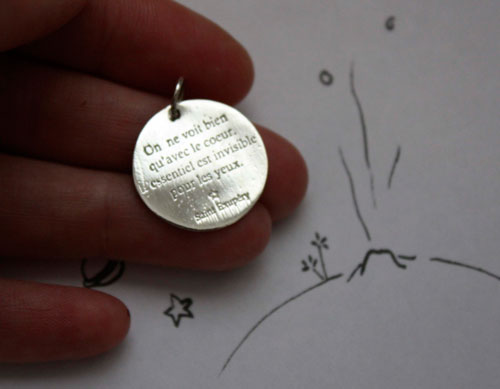 On ne voit bien
qu'avec le coeur.
L'essentiel est invisible
pour les yeux.
Saint Exupéry